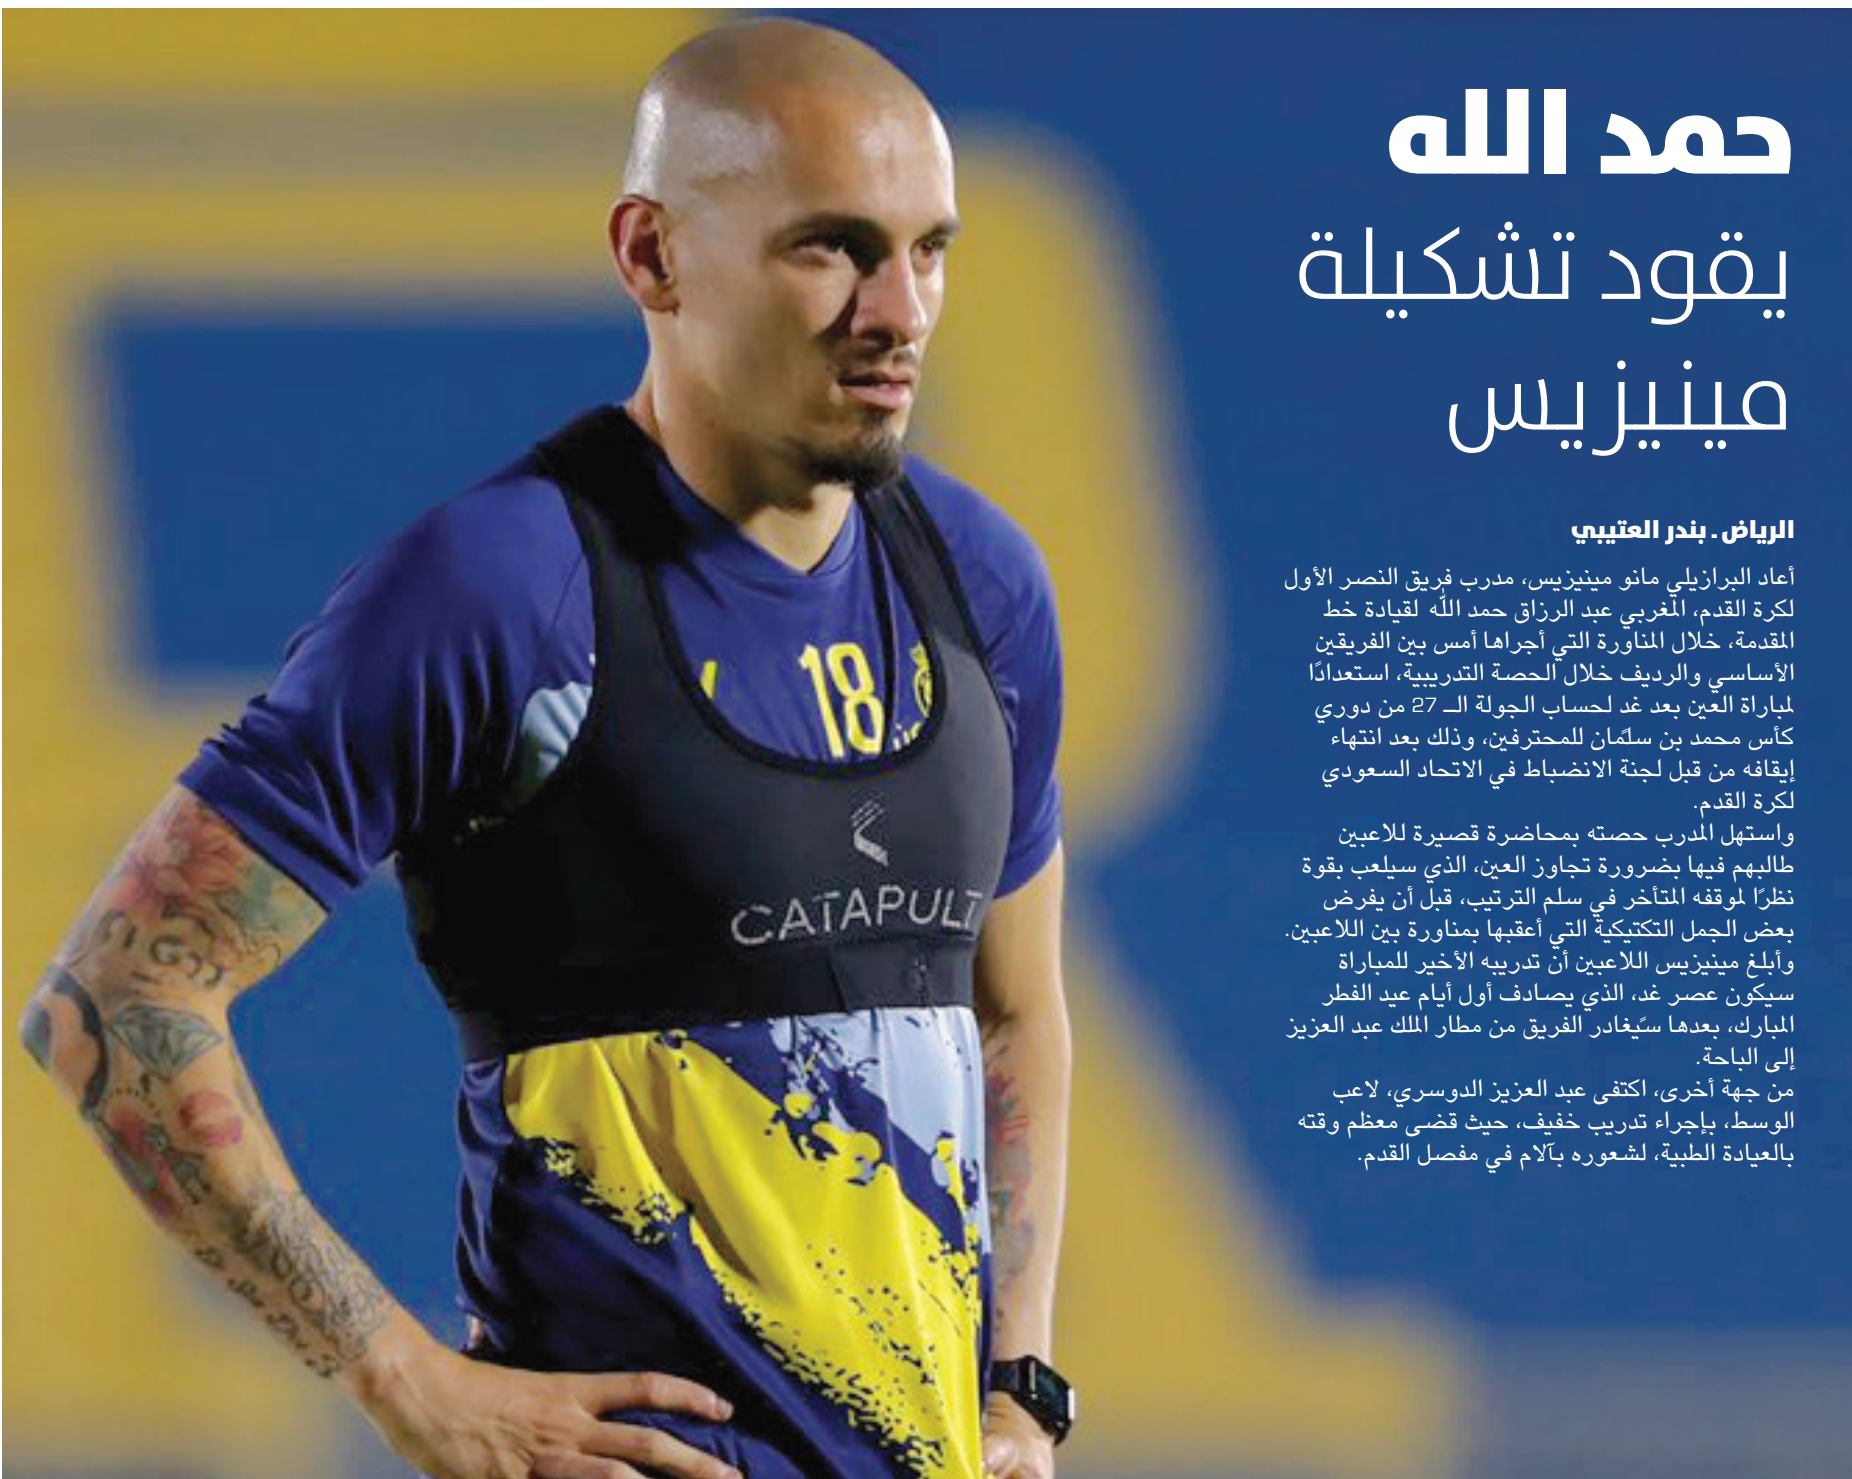 حمد الله
يقود تشكيلة
مينيزيس
الرياض ـ بندر العتيبي
أعاد البرازيلي مانو مينيزيس، مدرب فريق النصر الأول
لكرة القدم، المغربي عبد الرزاق حمد الله لقيادة خط
المقدمة، خلال المناورة التي أجراها أمس بين الفريقين
الأساسي والرديف خلال الحصة التدريبية، استعدادًا
لمباراة العين بعد غد لحساب الجولة الـ 27 من دوري
كأس محمد بن سلمان للمحترفين، وذلك بعد انتهاء
إيقافه من قبل لجنة الانضباط في الاتحاد السعودي
لكرة القدم.
واستهل المدرب حصته بمحاضرة قصيرة للاعبين
طالبهم فيها بضرورة تجاوز العين، الذي سيلعب بقوة
نظرًا لموقفه المتأخر في سلم الترتيب، قبل أن يفرض
بعض الجمل التكتيكية التي أعقبها بمناورة بين اللاعبين.
وأبلغ مينيزيس اللاعبين أن تدريبه الأخير للمباراة
سيكون عصر غد، الذي يصادف أول أيام عيد الفطر
المبارك، بعدها سيُغادر الفريق من مطار الملك عبد العزيز
إلى الباحة.
من جهة أخرى، اكتفى عبد العزيز الدوسري، لاعب
الوسط، بإجراء تدريب خفيف، حيث قضى معظم وقته
بالعيادة الطبية، لشعوره بآلام في مفصل القدم.
18
CATAPULT